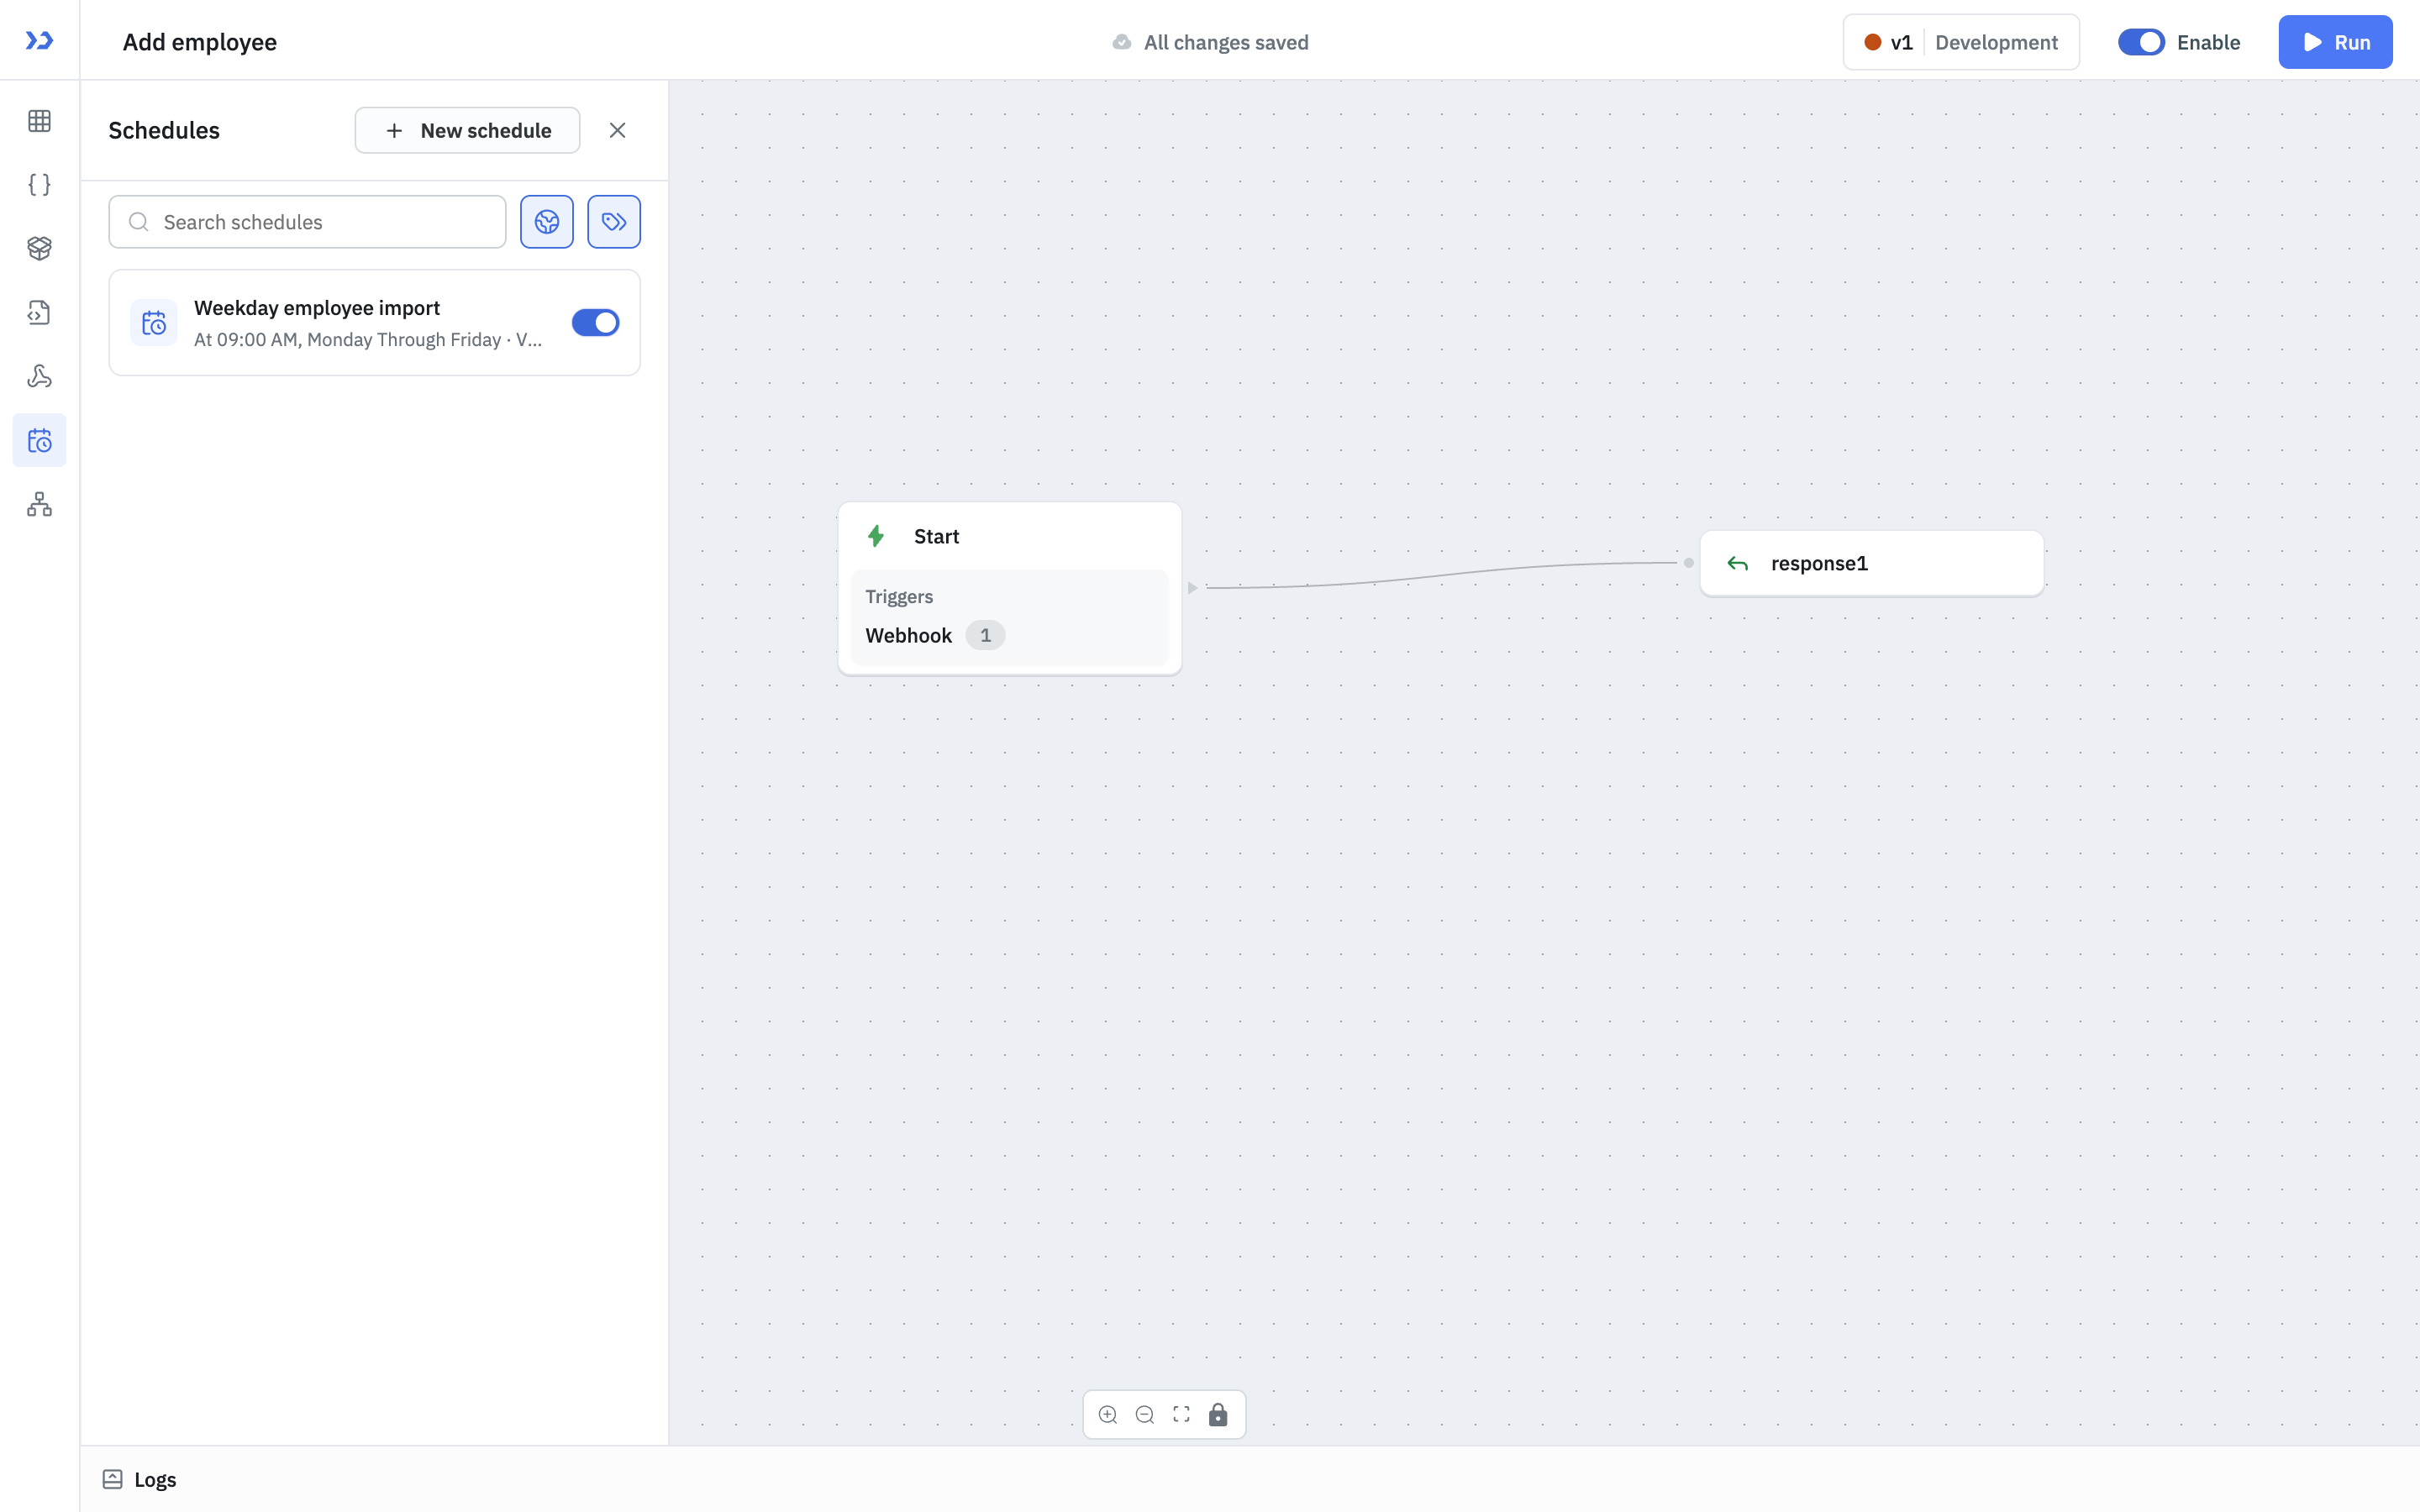 Add employee
All changes saved
v1 Development
Enable
Run
Schedules
New schedule
Search schedules
Weekday employee import
At 09:00 AM, Monday Through Friday · V...
Start
Triggers
Webhook 1
response1
Logs